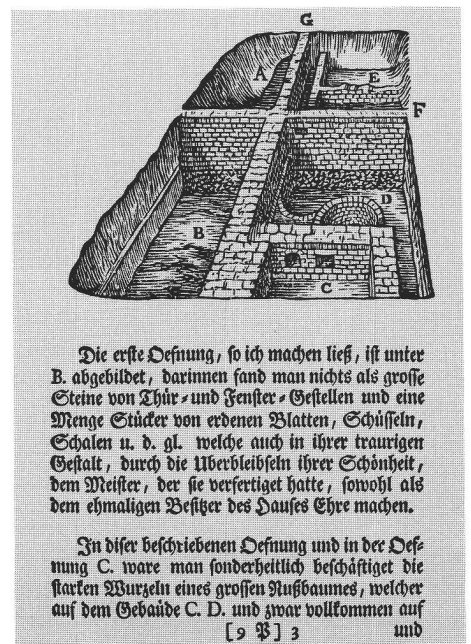 G
A
E
F
B
D
C
Die erste Oefnung, so ich machen ließ, ist unter
B. abgebildet, darinnen fand man nichts als grosse
Steine von Thür-und Fenster-Gestellen und eine
Menge Stücker von erdenen Blatten, Schüsseln,
Schalen u. d. gl. welche auch in ihrer traurigen
Gestalt, durch die Uberbleibseln ihrer Schönheit,
dem Meister, der sie verfertiget hatte, sowohl als
dem ehmaligen Besitzer des Hauses Ehre machen.
In diser beschriebenen Oefnung und in der Oef-
nung C. ware man sonderheitlich beschäftiget die
starken Wurzeln eines grossen Nußbaumes, welcher
auf dem Gebaüde C. D. und zwar vollkommen auf
[9 P] 3
und